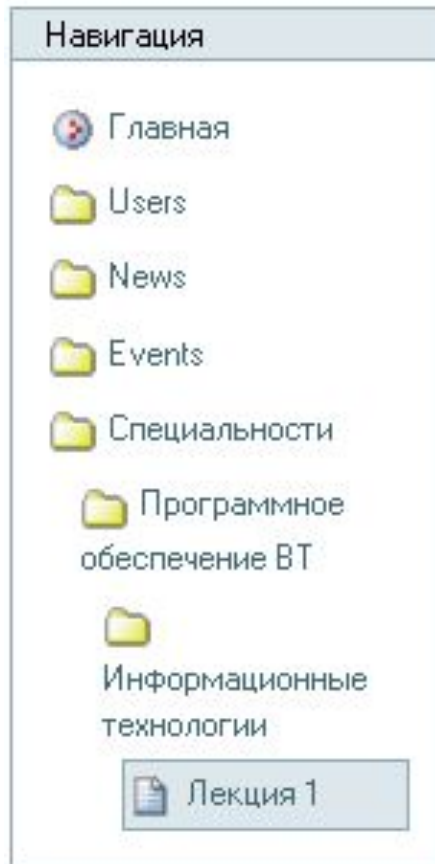 Навигация
Главная
Users
News
Events
Специальности
Программное
обеспечение ВТ
Информационные
технологии
Лекция 1